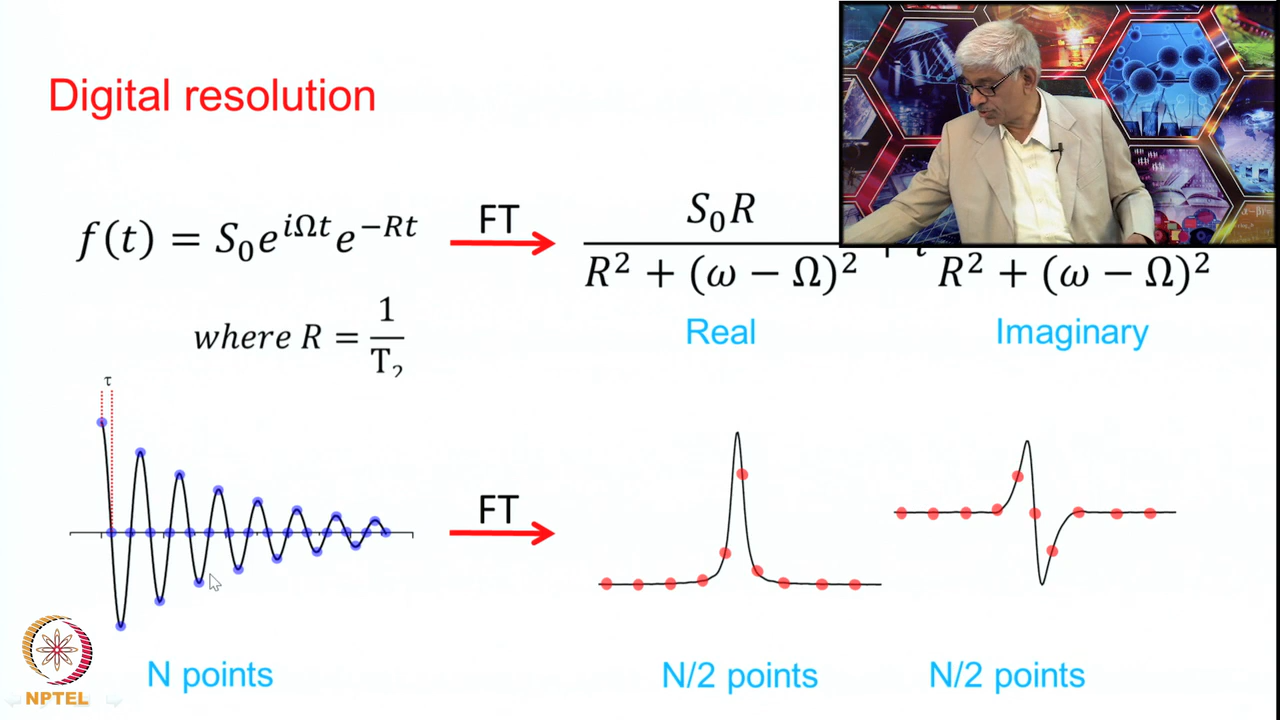 Digital resolution
f(t) = S₀e^{iΩt}e^{−Rt}
FT
S₀R / R² + (ω − Ω)²
R² + (ω − Ω)²
where R = 1/T₂
Real
Imaginary
τ
FT
N points
N/2 points
N/2 points
NPTEL